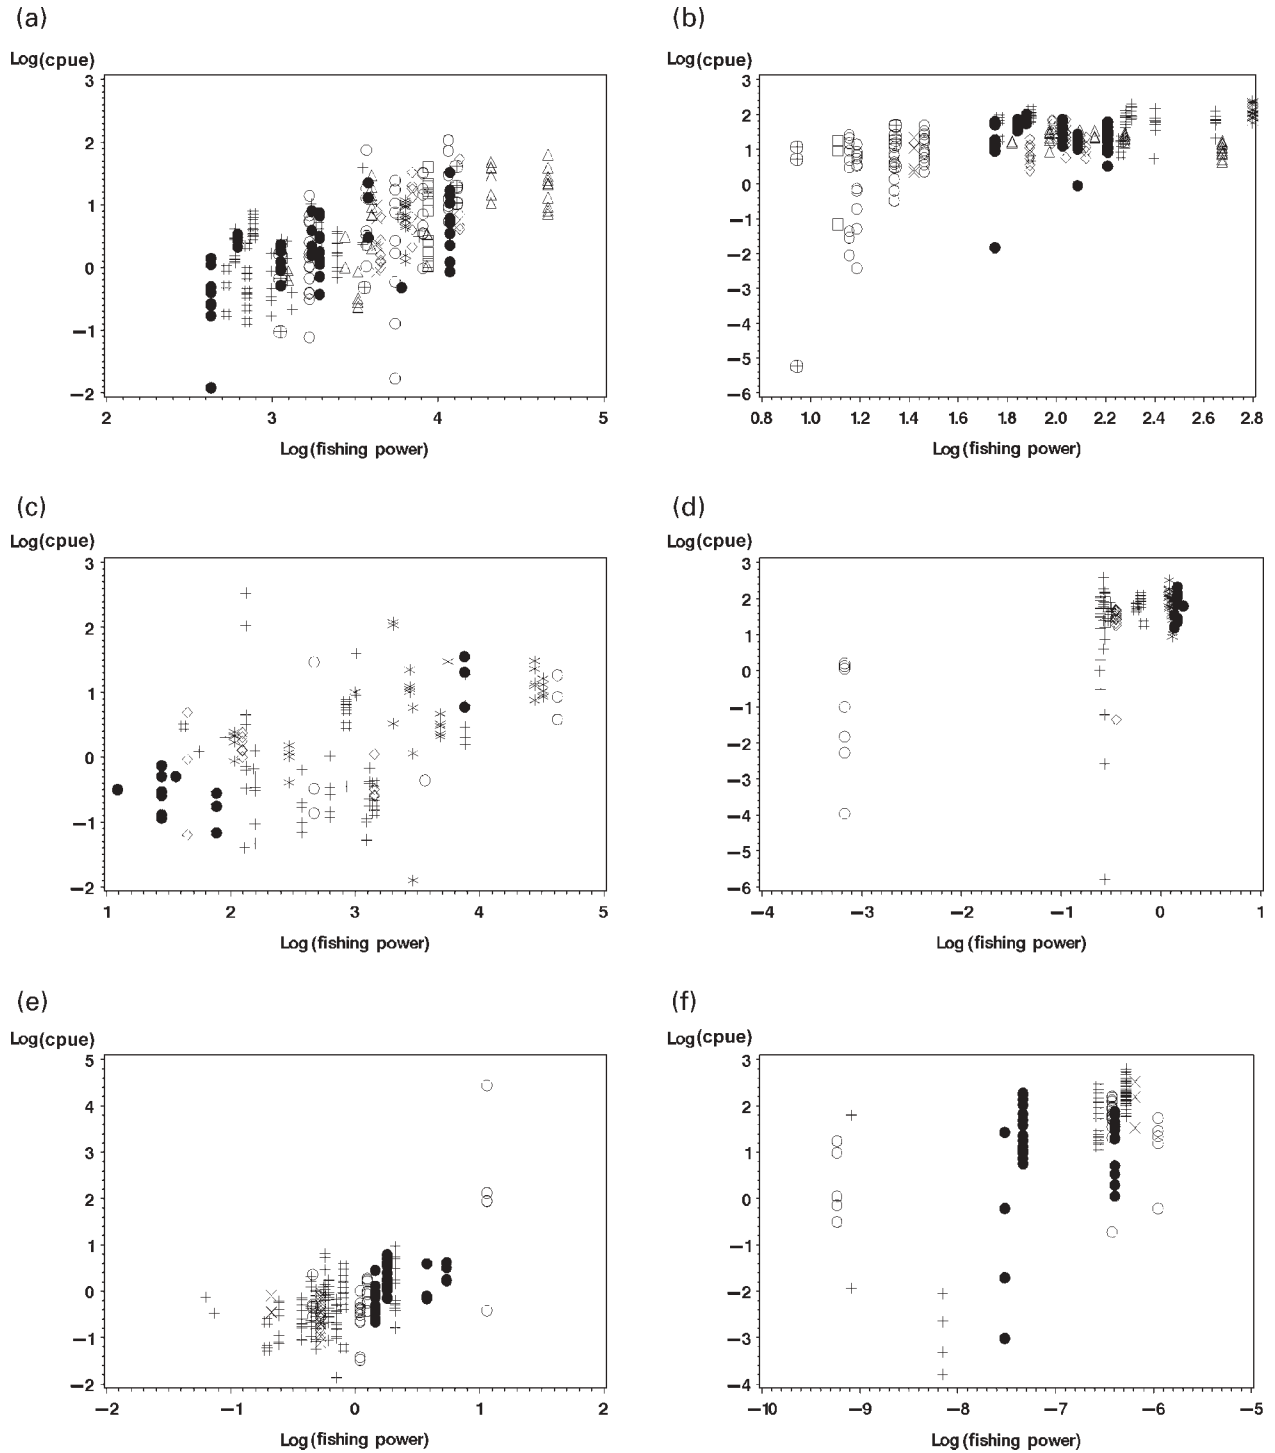 (a)
Log(cpue)
3
2
1
0
−1
−2
2 3 4 5
Log(fishing power)
(b)
Log(cpue)
3
2
1
0
−1
−2
−3
−4
−5
−6
0.8 1.0 1.2 1.4 1.6 1.8 2.0 2.2 2.4 2.6 2.8
Log(fishing power)
(c)
Log(cpue)
3
2
1
0
−1
−2
1 2 3 4 5
Log(fishing power)
(d)
Log(cpue)
3
2
1
0
−1
−2
−3
−4
−5
−6
−4 −3 −2 −1 0 1
Log(fishing power)
(e)
Log(cpue)
5
4
3
2
1
0
−1
−2
−2 −1 0 1 2
Log(fishing power)
(f)
Log(cpue)
3
2
1
0
−1
−2
−3
−4
−10 −9 −8 −7 −6 −5
Log(fishing power)